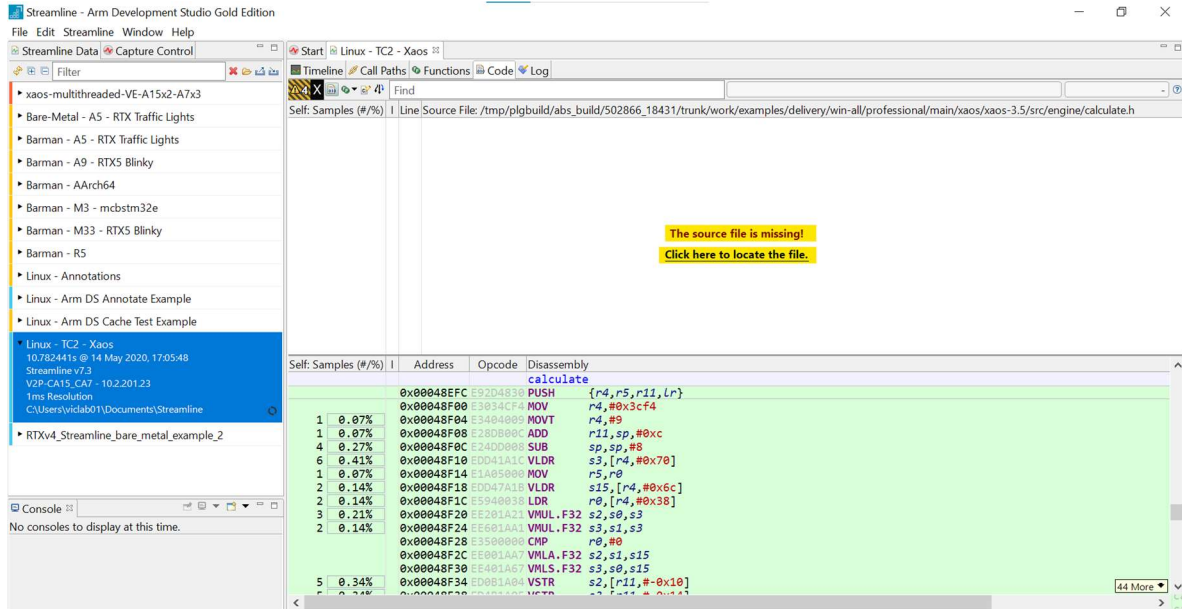 Streamline - Arm Development Studio Gold Edition
File Edit Streamline Window Help
Streamline Data Capture Control
Filter
xaos-multithreaded-VE-A15x2-A7x3
Bare-Metal - A5 - RTX Traffic Lights
Barman - A5 - RTX Traffic Lights
Barman - A9 - RTX5 Blinky
Barman - AArch64
Barman - M3 - mcbstm32e
Barman - M33 - RTX5 Blinky
Barman - R5
Linux - Annotations
Linux - Arm DS Annotate Example
Linux - Arm DS Cache Test Example
Linux - TC2 - Xaos
10.782441s @ 14 May 2020, 17:05:48
Streamline v7.3
V2P-CA15_CA7 - 10.2.201.23
1ms Resolution
C:\Users\viclab01\Documents\Streamline
RTXv4_Streamline_bare_metal_example_2
Console
No consoles to display at this time.
Start Linux - TC2 - Xaos
Timeline Call Paths Functions Code Log
Find
Self: Samples (#/%) I Line Source File: /tmp/plgbuild/abs_build/502866_18431/trunk/work/examples/delivery/win-all/professional/main/xaos/xaos-3.5/src/engine/calculate.h
The source file is missing!
Click here to locate the file.
Self: Samples (#/%) I Address Opcode Disassembly
calculate
0x00048EFC E92D4830 PUSH {r4,r5,r11,lr}
0x00048F00 E3034CF4 MOV r4,#0x3cf4
1 0.07% 0x00048F04 E3404009 MOVT r4,#9
1 0.07% 0x00048F08 E28DB00C ADD r11,sp,#0xc
4 0.27% 0x00048F0C E24DD008 SUB sp,sp,#8
6 0.41% 0x00048F10 EDD41A1C VLDR s3,[r4,#0x70]
1 0.07% 0x00048F14 E1A05000 MOV r5,r0
2 0.14% 0x00048F18 EDD47A1B VLDR s15,[r4,#0x6c]
2 0.14% 0x00048F1C E5940038 LDR r0,[r4,#0x38]
3 0.21% 0x00048F20 EE201A21 VMUL.F32 s2,s0,s3
2 0.14% 0x00048F24 EE601AA1 VMUL.F32 s3,s1,s3
0x00048F28 E3500000 CMP r0,#0
0x00048F2C EE001AA7 VMLA.F32 s2,s1,s15
0x00048F30 EE401A67 VMLS.F32 s3,s0,s15
5 0.34% 0x00048F34 ED0B1A04 VSTR s2,[r11,#-0x10]
44 More